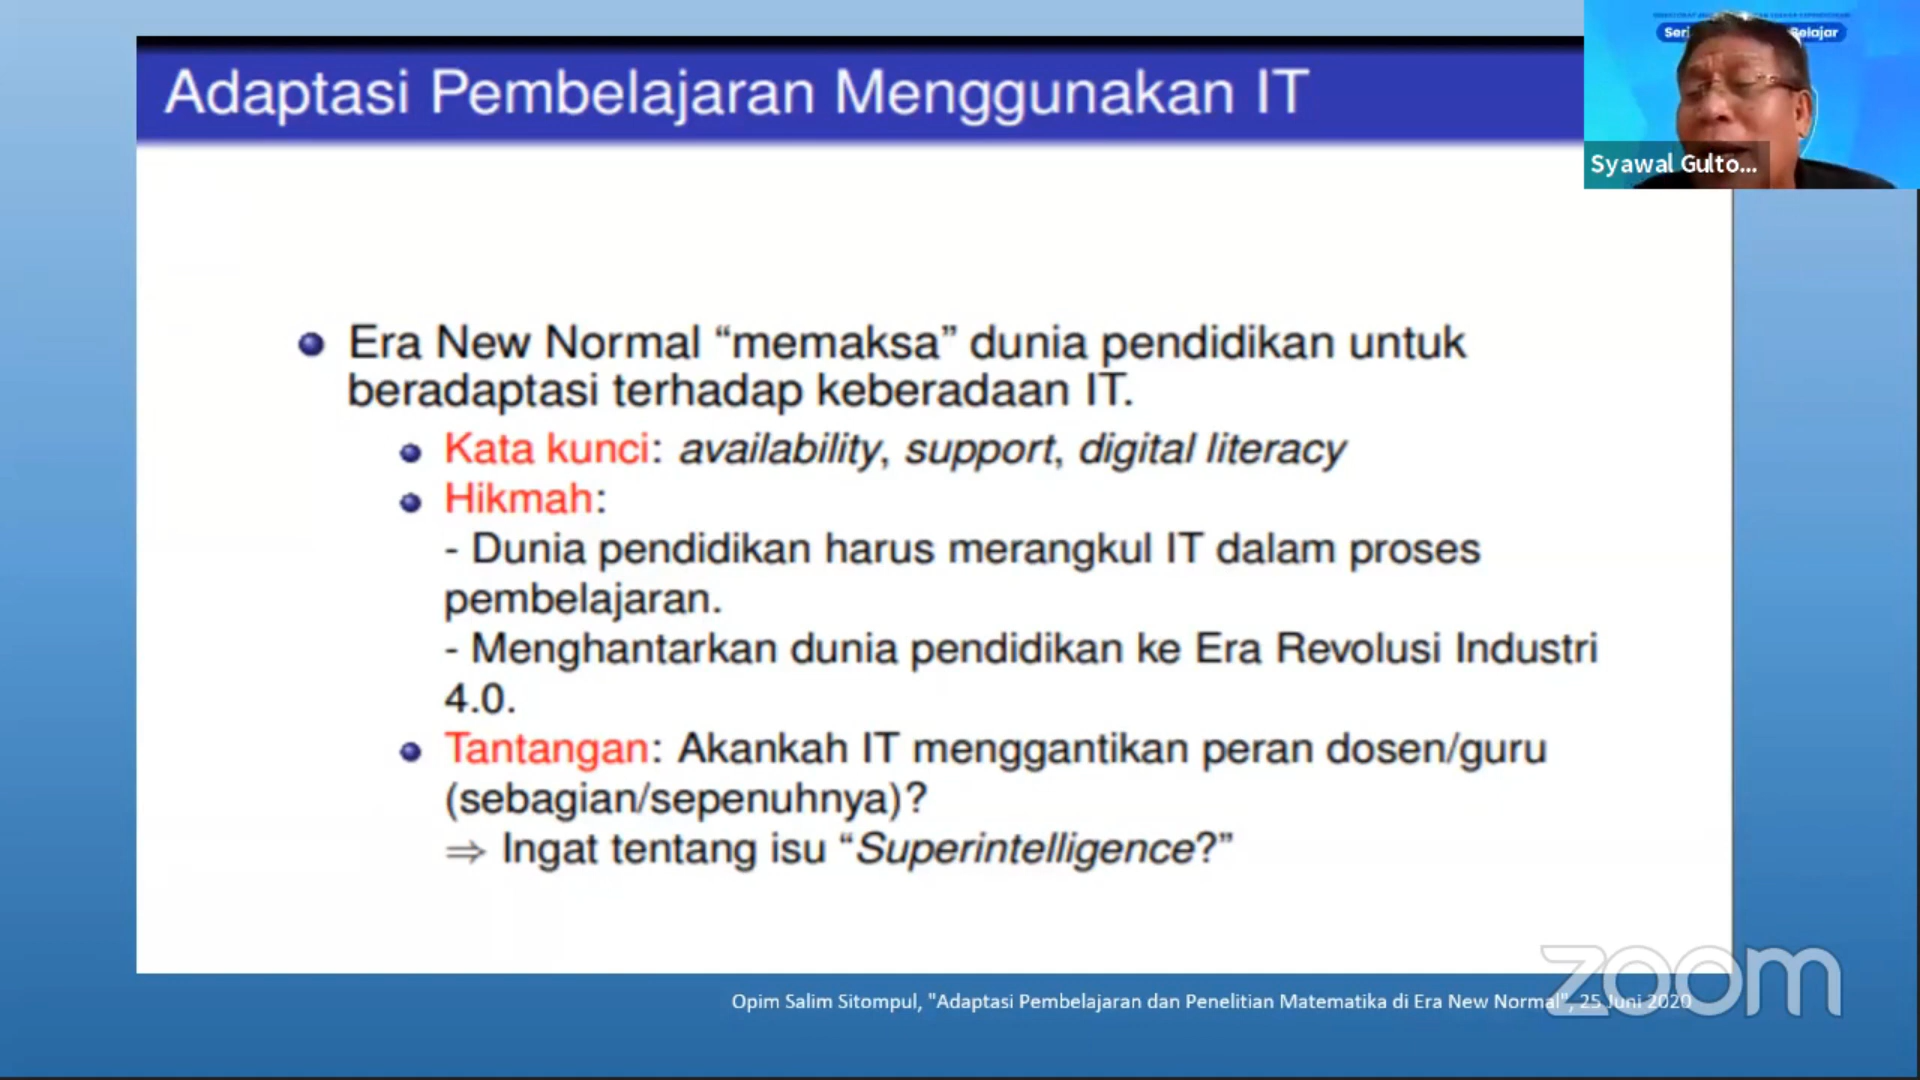 Adaptasi Pembelajaran Menggunakan IT
Seri
Belajar
Syawal Gulto...
Era New Normal “memaksa” dunia pendidikan untuk
beradaptasi terhadap keberadaan IT.
Kata kunci: availability, support, digital literacy
Hikmah:
- Dunia pendidikan harus merangkul IT dalam proses
pembelajaran.
- Menghantarkan dunia pendidikan ke Era Revolusi Industri
4.0.
Tantangan: Akankah IT menggantikan peran dosen/guru
(sebagian/sepenuhnya)?
⇒ Ingat tentang isu “Superintelligence?”
Opim Salim Sitompul, "Adaptasi Pembelajaran dan Penelitian Matematika di Era New Normal", 25 Juni 2020
zoom